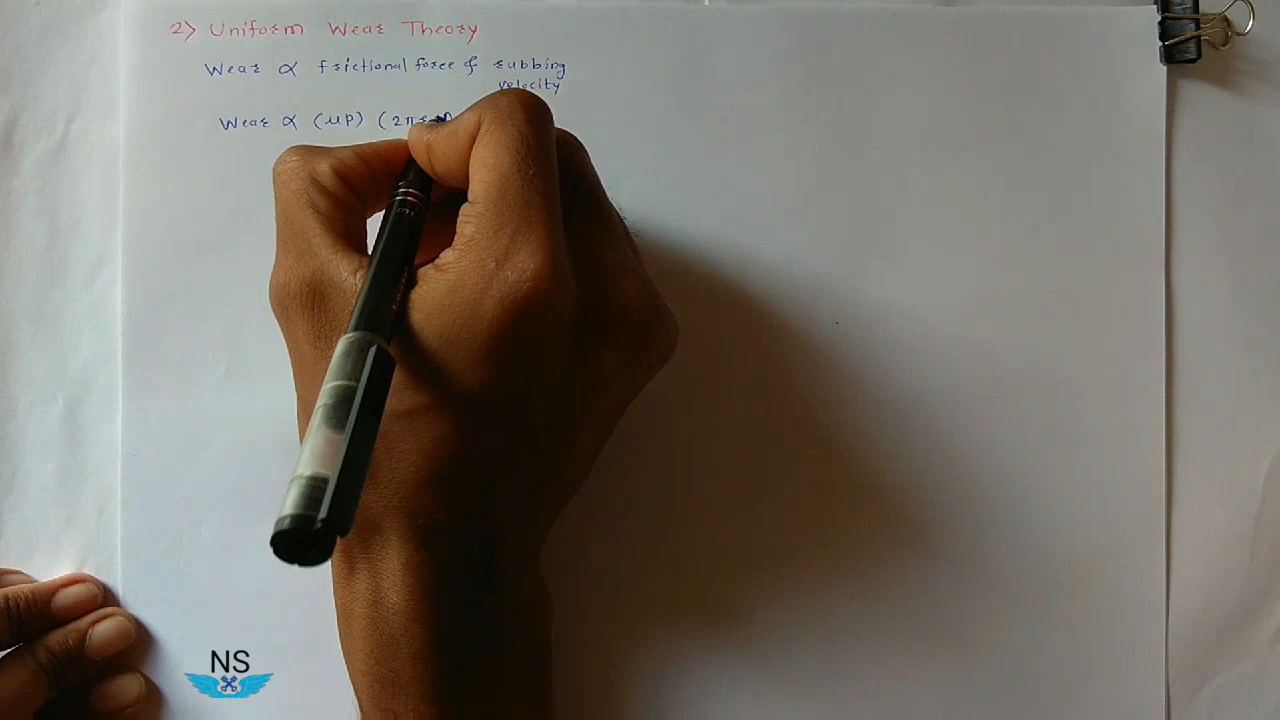 2> Uniform Wear Theory
Wear ∝ frictional force & rubbing
velocity
Wear ∝ (μP) (2π
NS